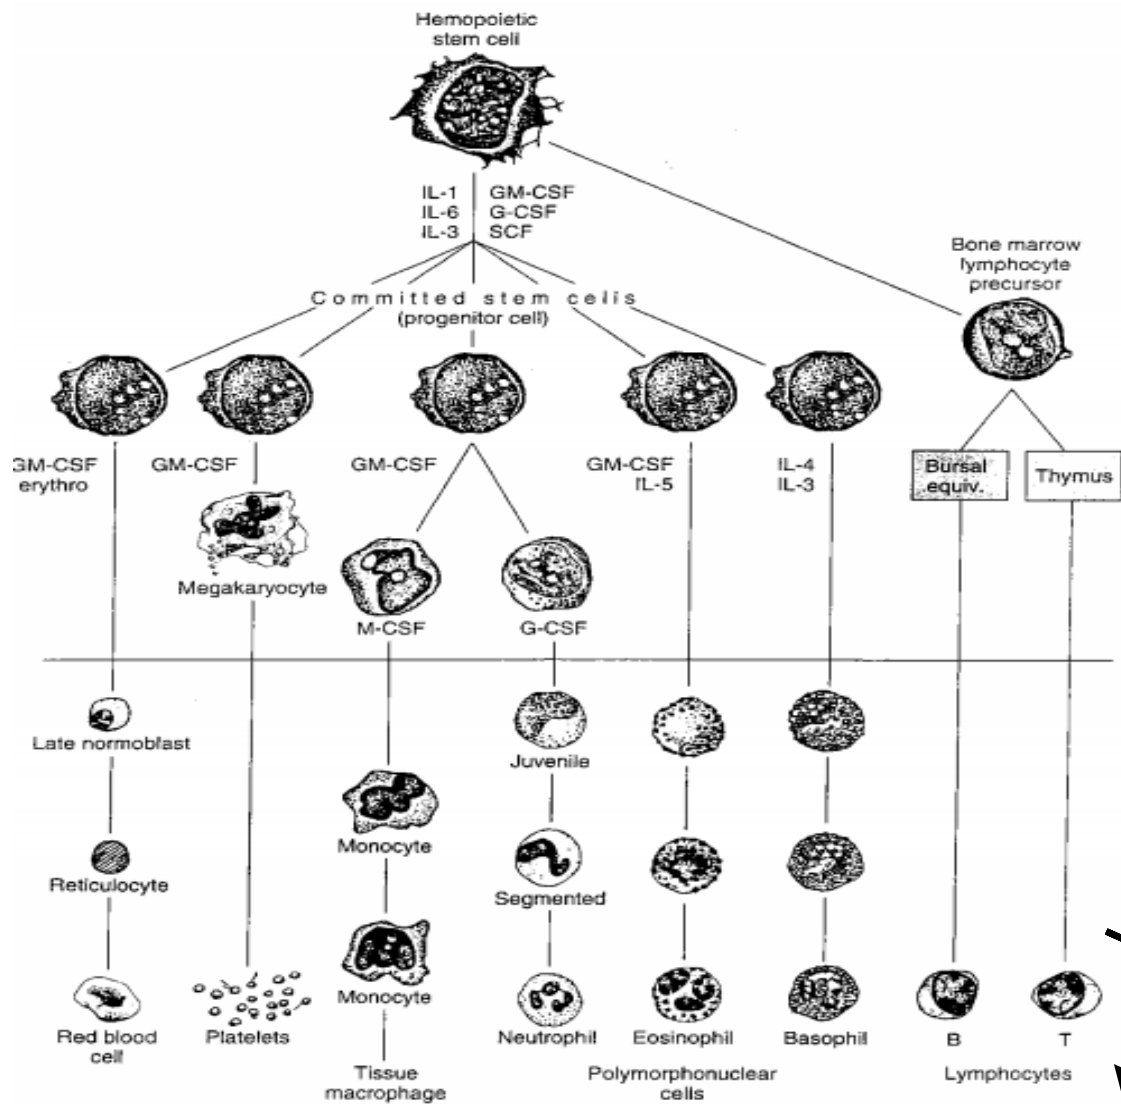 Hemopoietic
stem cell
IL-1 GM-CSF
IL-6 G-CSF
IL-3 SCF
Bone marrow
lymphocyte
precursor
Committed stem cells
(progenitor cell)
GM-CSF
erythro
GM-CSF
GM-CSF
GM-CSF
IL-5
IL-4
IL-3
Bursal
equiv.
Thymus
Megakaryocyte
M-CSF
G-CSF
Late normoblast
Juvenile
Monocyte
Reticulocyte
Segmented
Monocyte
Red blood
cell
Platelets
Neutrophil
Eosinophil
Basophil
B
T
Tissue
macrophage
Polymorphonuclear
cells
Lymphocytes